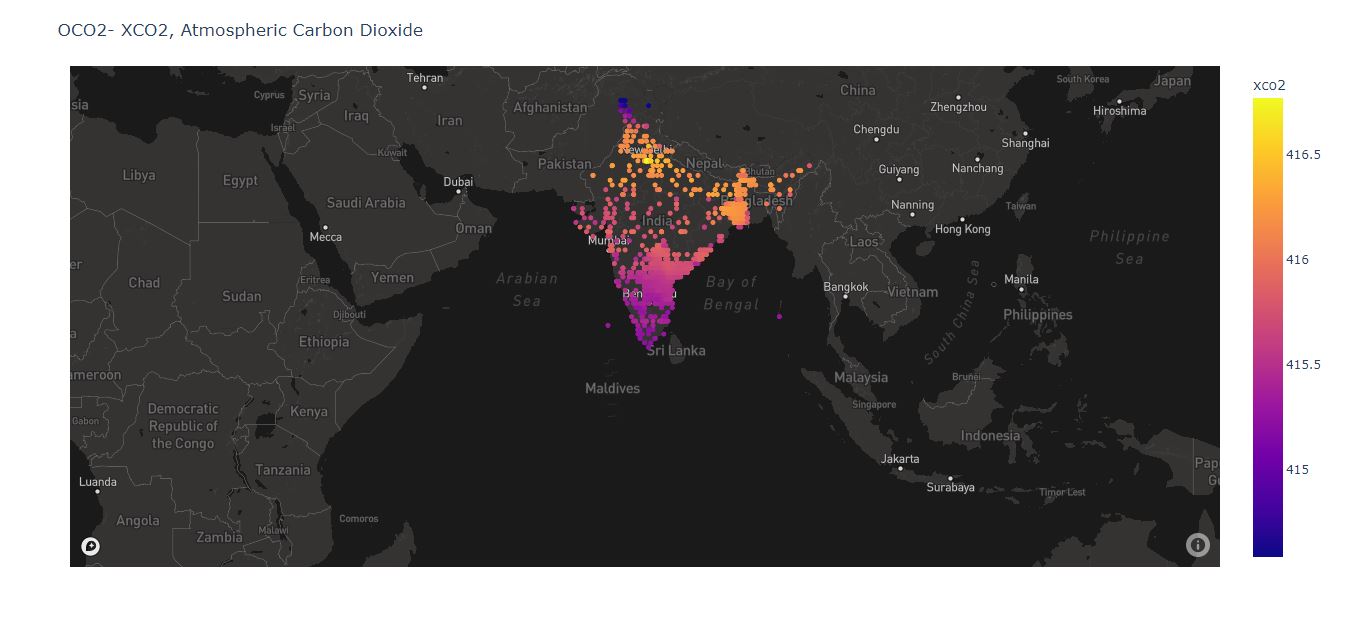 OCO2- XCO2, Atmospheric Carbon Dioxide
xco2
416.5
416
415.5
415
Tehran
South Korea
Japan
sia
Cyprus
Syria
Afghanistan
China
Zhengzhou
Hiroshima
Iraq
Iran
Israel
Chengdu
Shanghai
Kuwait
Pakistan
Nepal
Bhutan
Guiyang
Nanchang
Libya
Egypt
Dubai
Saudi Arabia
Bangladesh
Nanning
Taiwan
India
Mecca
Oman
Mumbai
Hong Kong
Laos
Philippine
Sea
er
Chad
Sudan
Eritrea
Yemen
Arabian
Sea
Bay of
Bengal
Bangkok
Vietnam
South China Sea
Manila
Djibouti
Philippines
Ethiopia
Sri Lanka
ameroon
Maldives
Malaysia
Brunei
Singapore
Gabon
Democratic
Republic of
the Congo
Kenya
Indonesia
Tanzania
Jakarta
Surabaya
Timor Lest
Pap
Gu
Luanda
Angola
Zambia
Malawi
Comoros